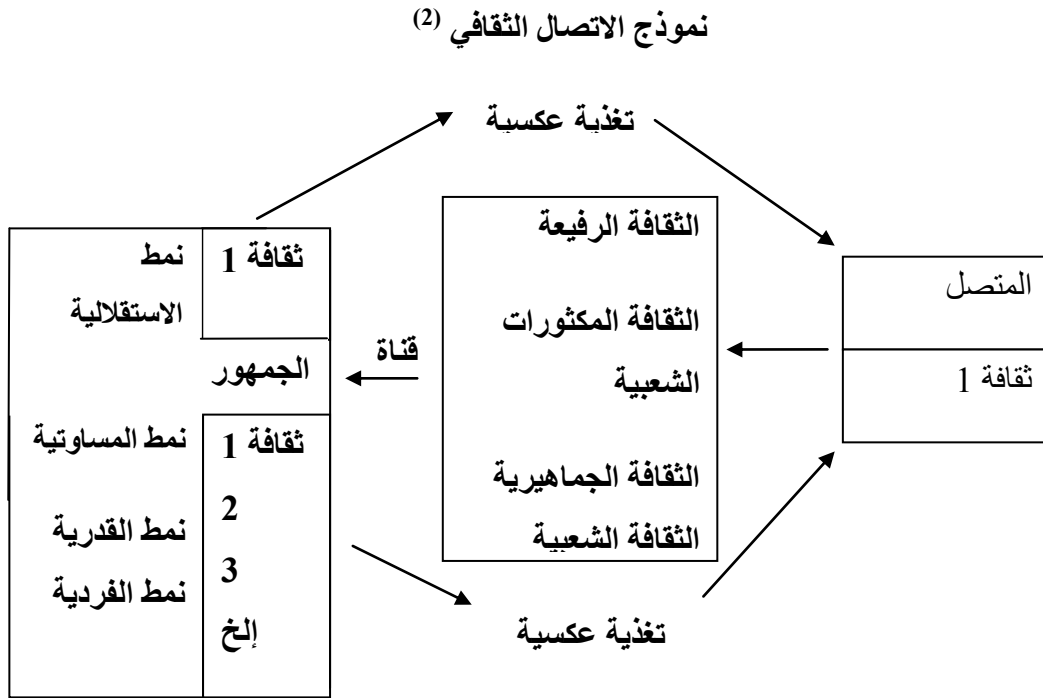 نموذج الاتصال الثقافي (2)
تغذية عكسية
المتصل
ثقافة 1
الثقافة الرفيعة
الثقافة المكثورات
الشعبية
الثقافة الجماهيرية
الثقافة الشعبية
قناة
ثقافة 1
نمط
الاستقلالية
الجمهور
ثقافة 1
نمط المساوتية
2
نمط القدرية
3
نمط الفردية
إلخ
تغذية عكسية